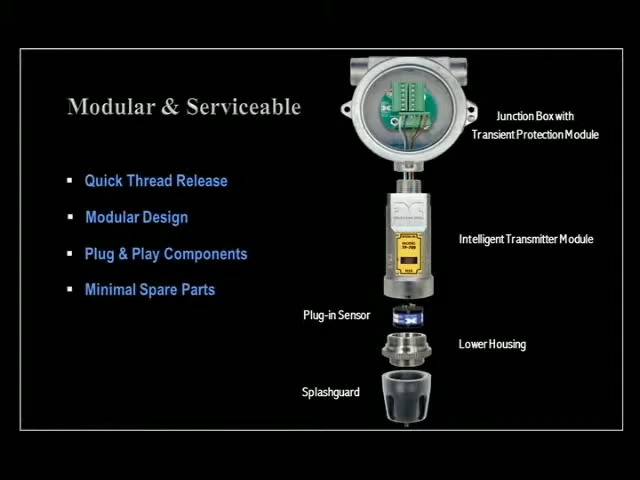 Modular & Serviceable
Quick Thread Release
Modular Design
Plug & Play Components
Minimal Spare Parts
Junction Box with
Transient Protection Module
Intelligent Transmitter Module
Plug-in Sensor
Lower Housing
Splashguard
MODEL